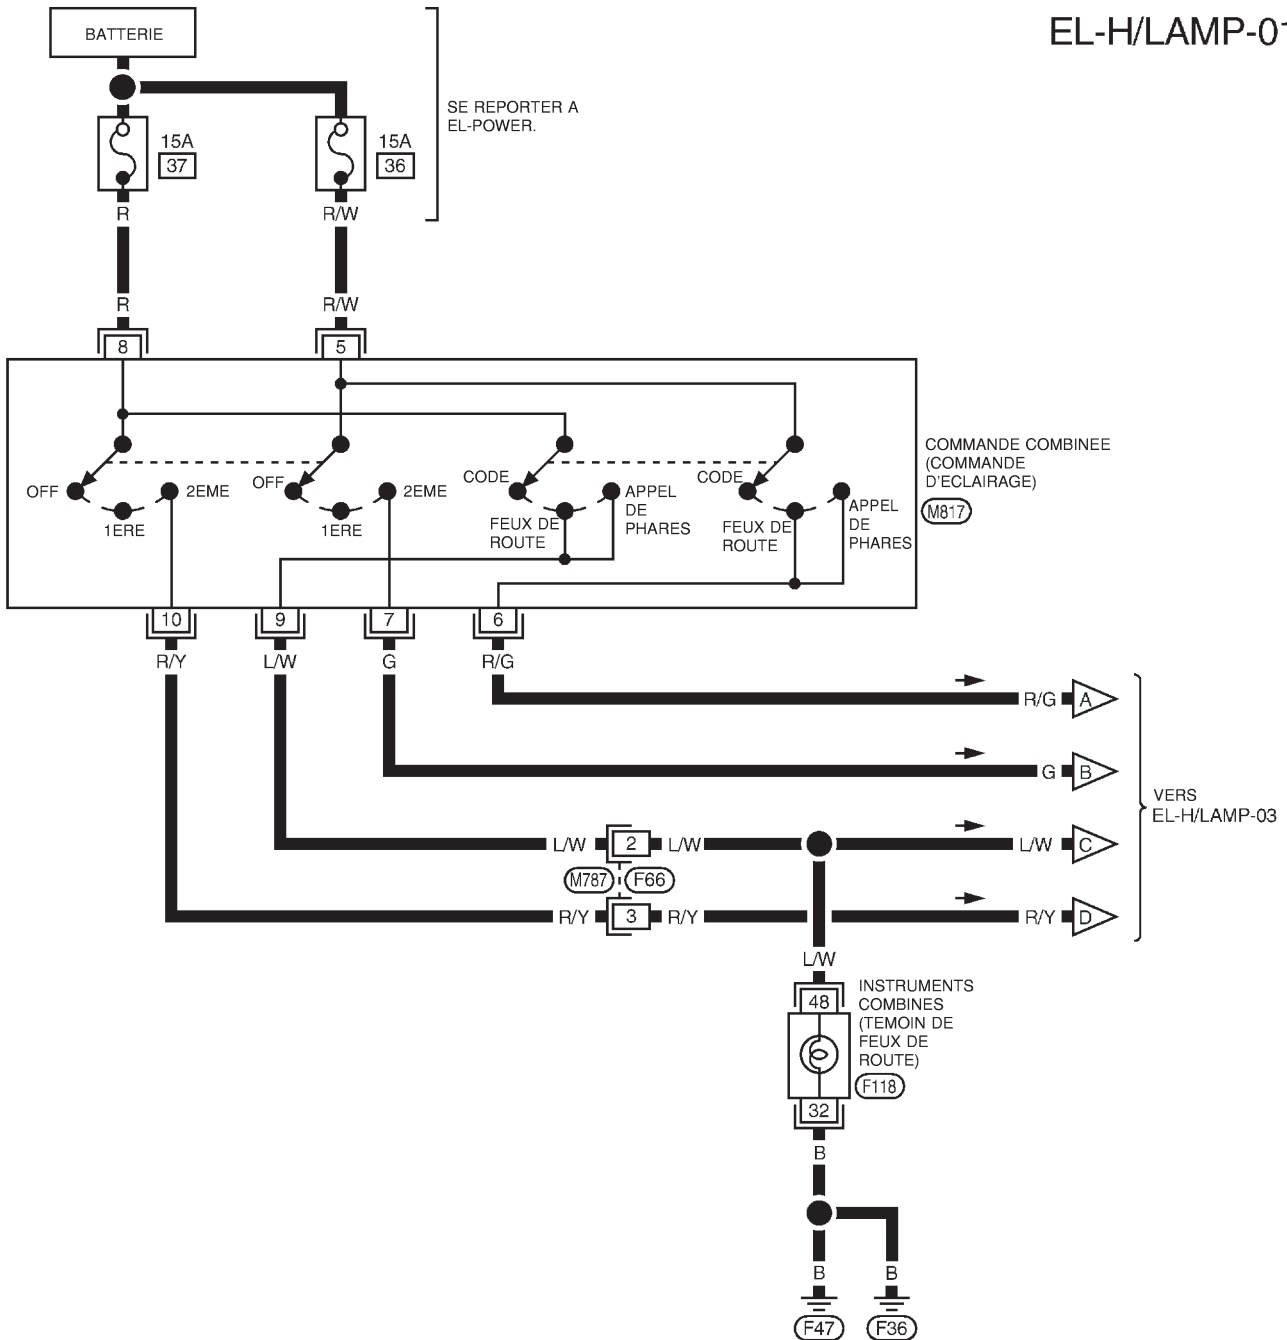 EL-H/LAMP-01
BATTERIE
SE REPORTER A
EL-POWER.
15A
37
15A
36
R
R/W
R
R/W
8
5
OFF
2EME
1ERE
OFF
2EME
1ERE
CODE
FEUX DE
ROUTE
APPEL
DE
PHARES
CODE
FEUX DE
ROUTE
APPEL
DE
PHARES
COMMANDE COMBINEE
(COMMANDE
D'ECLAIRAGE)
M817
10
9
7
6
R/Y
L/W
G
R/G
R/G
A
G
B
L/W
2
L/W
L/W
C
M787
F66
R/Y
3
R/Y
R/Y
D
VERS
EL-H/LAMP-03
L/W
48
INSTRUMENTS
COMBINES
(TEMOIN DE
FEUX DE
ROUTE)
F118
32
B
B
B
F47
F36